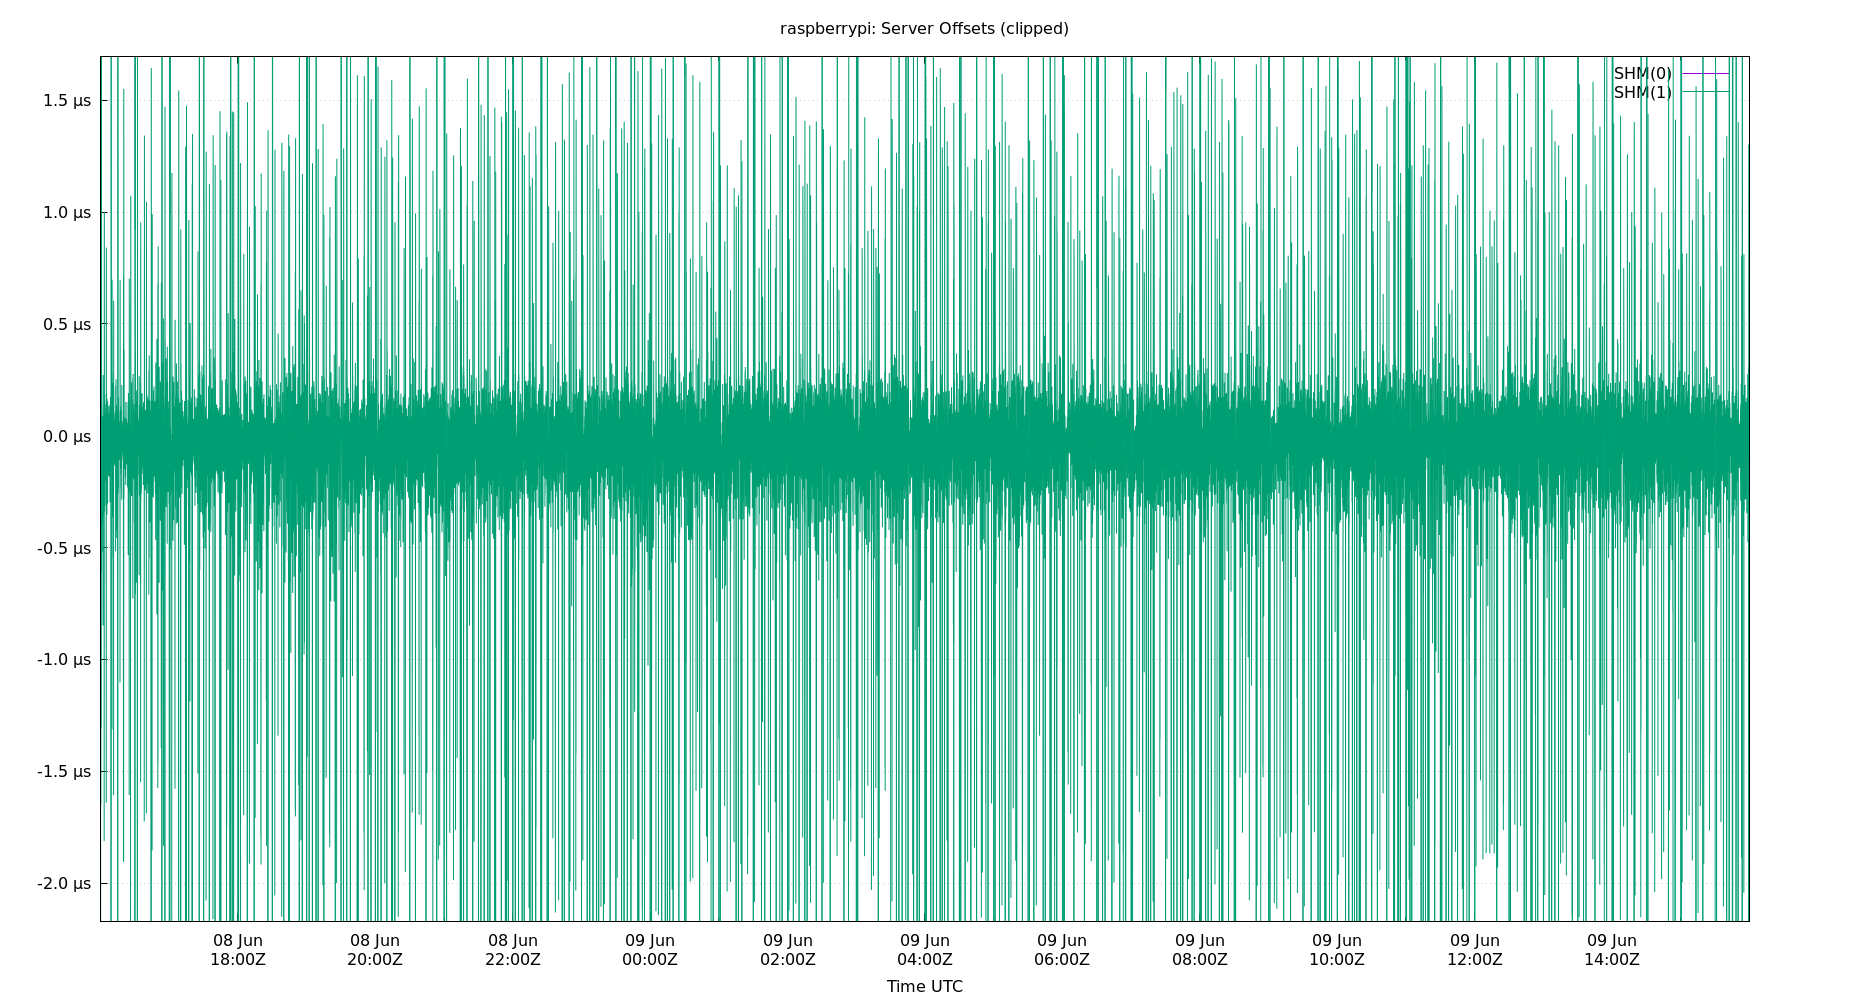 raspberrypi: Server Offsets (clipped)
SHM(0)
SHM(1)
1.5 µs
1.0 µs
0.5 µs
0.0 µs
-0.5 µs
-1.0 µs
-1.5 µs
-2.0 µs
08 Jun 08 Jun 08 Jun 09 Jun 09 Jun 09 Jun 09 Jun 09 Jun 09 Jun 09 Jun 09 Jun
18:00Z 20:00Z 22:00Z 00:00Z 02:00Z 04:00Z 06:00Z 08:00Z 10:00Z 12:00Z 14:00Z
Time UTC